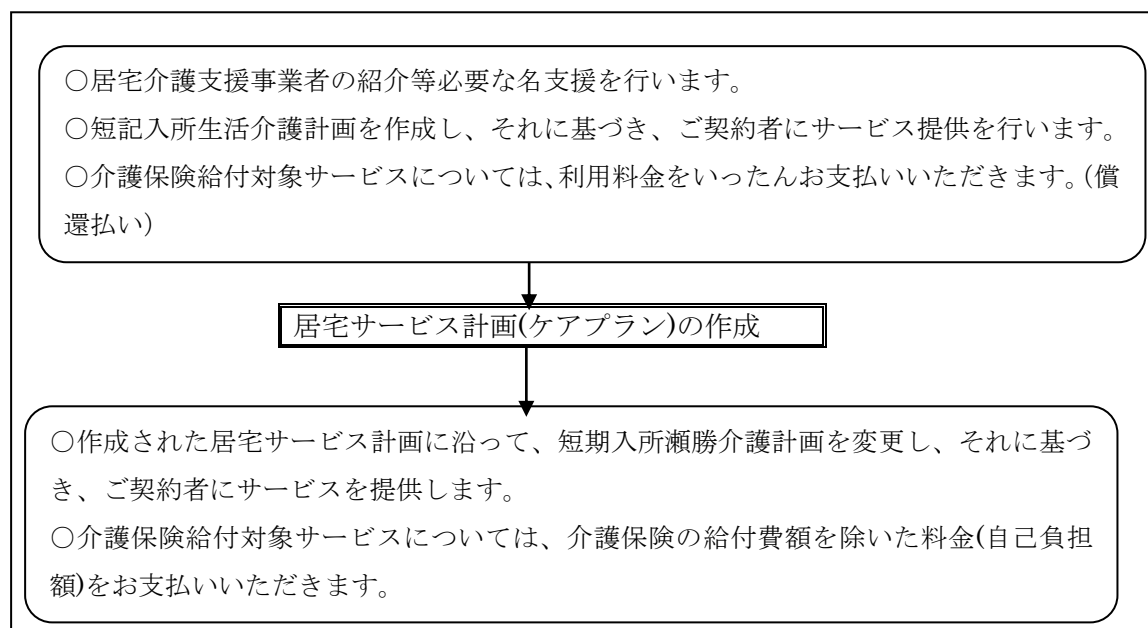 ○居宅介護支援事業者の紹介等必要な名支援を行います。
○短記入所生活介護計画を作成し、それに基づき、ご契約者にサービス提供を行います。
○介護保険給付対象サービスについては、利用料金をいったんお支払いいただきます。(償
還払い)
居宅サービス計画(ケアプラン)の作成
○作成された居宅サービス計画に沿って、短期入所瀬勝介護計画を変更し、それに基づ
き、ご契約者にサービスを提供します。
○介護保険給付対象サービスについては、介護保険の給付費額を除いた料金(自己負担
額)をお支払いいただきます。